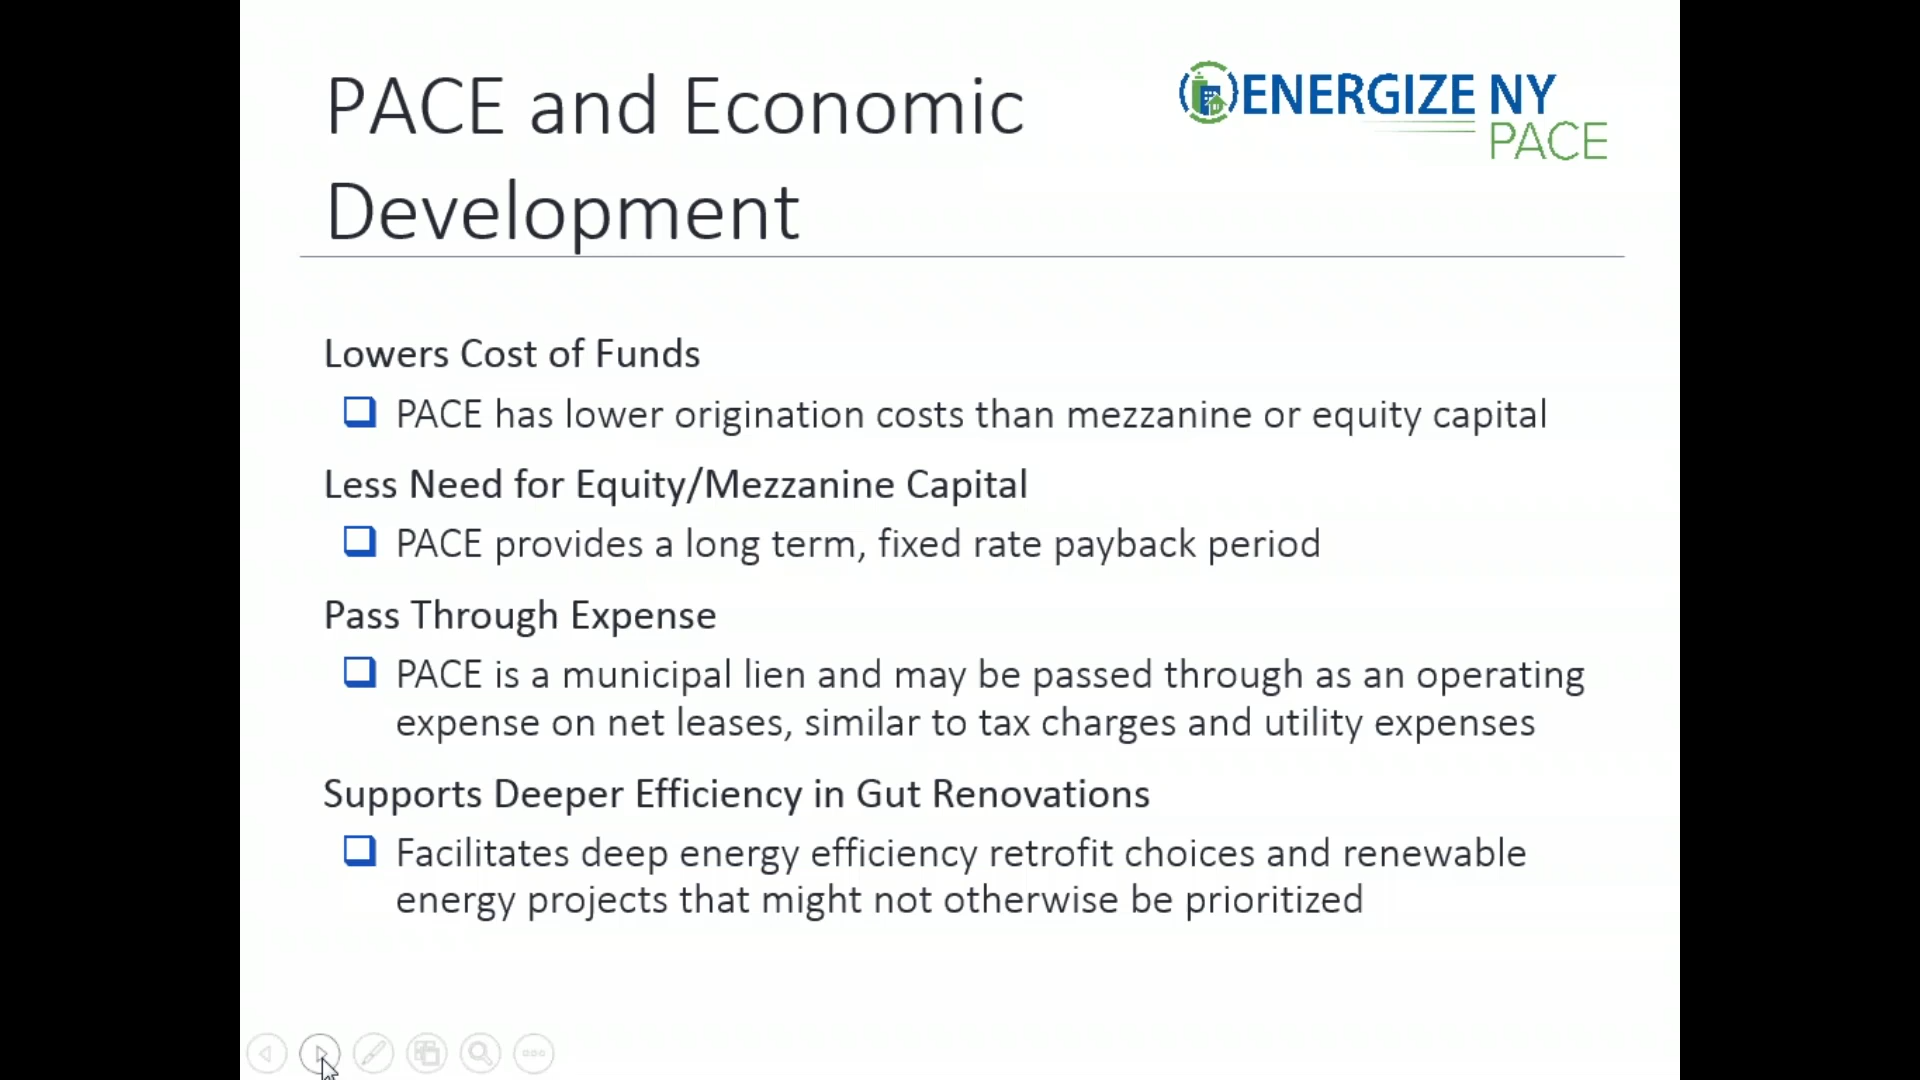 PACE and Economic
Development
ENERGIZE NY
PACE
Lowers Cost of Funds
PACE has lower origination costs than mezzanine or equity capital
Less Need for Equity/Mezzanine Capital
PACE provides a long term, fixed rate payback period
Pass Through Expense
PACE is a municipal lien and may be passed through as an operating
expense on net leases, similar to tax charges and utility expenses
Supports Deeper Efficiency in Gut Renovations
Facilitates deep energy efficiency retrofit choices and renewable
energy projects that might not otherwise be prioritized